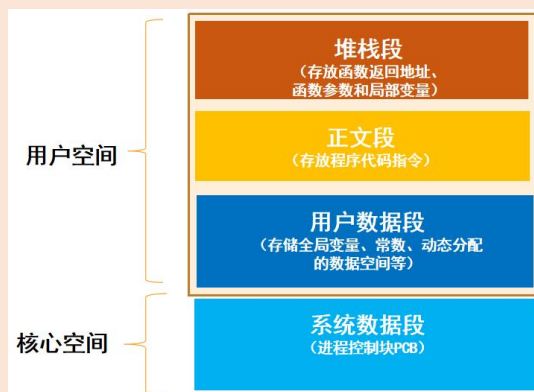 堆栈段
（存放函数返回地址、
函数参数和局部变量）
用户空间
正文段
（存放程序代码指令）
用户数据段
（存储全局变量、常数、动态分配
的数据空间等）
核心空间
系统数据段
（进程控制块PCB）